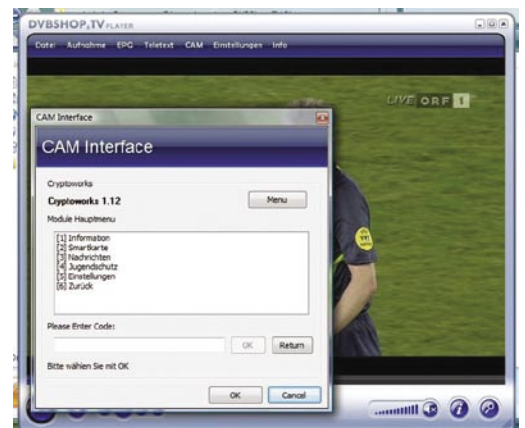 DVBSHOP,TV PLAYER
Datei Aufnahme EPG Teletext CAM Einstellungen Info
LIVE ORF 1
CAM Interface
CAM Interface
Cryptoworks
Cryptoworks 1.12
Menu
Module Hauptmenu
[1] Information
[2] Smartkarte
[3] Nachrichten
[4] Jugendschutz
[5] Einstellungen
[6] Zurück
Please Enter Code:
OK Return
Bitte wählen Sie mit OK
OK Cancel